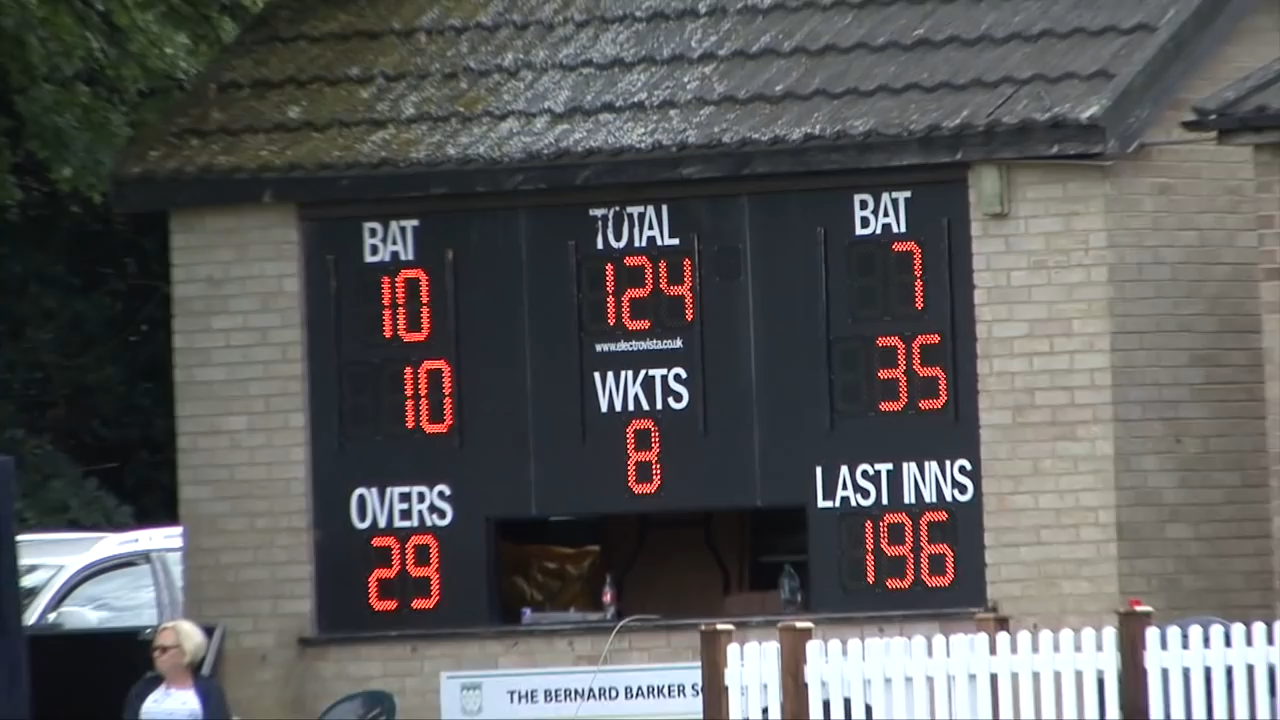 BAT
10
10
TOTAL
124
www.electrovista.co.uk
WKTS
8
BAT
7
35
OVERS
29
LAST INNS
196
THE BERNARD BARKER